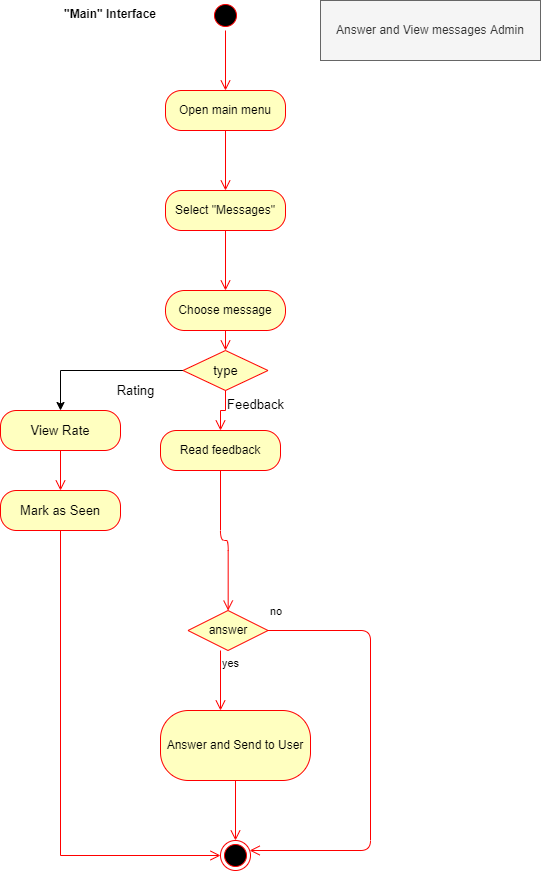 "Main" Interface
Answer and View messages Admin
Open main menu
Select "Messages"
Choose message
type
Rating
Feedback
View Rate
Read feedback
Mark as Seen
no
answer
yes
Answer and Send to User